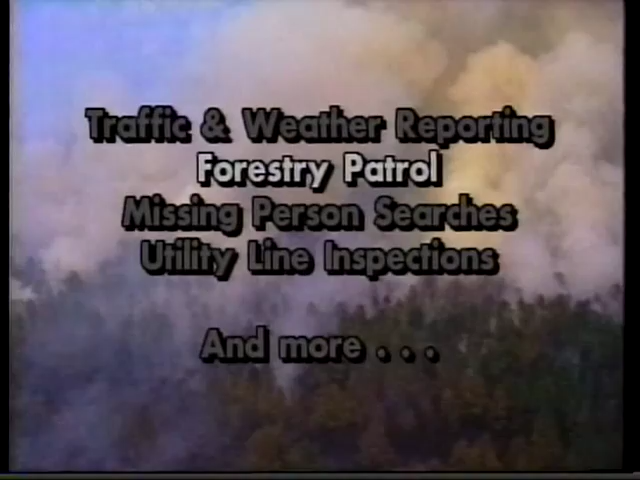 Traffic & Weather Reporting
Forestry Patrol
Missing Person Searches
Utility Line Inspections
And more . . .